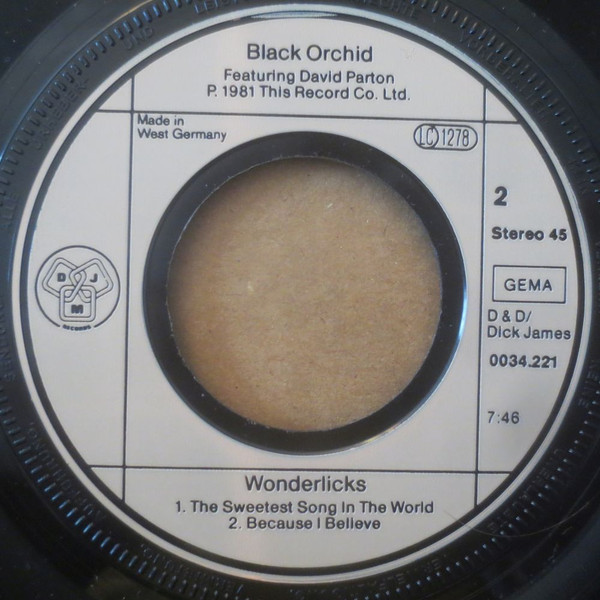 Black Orchid
Featuring David Parton
P. 1981 This Record Co. Ltd.
Made in
West Germany
LC 1278
2
Stereo 45
GEMA
D & D/
Dick James
0034.221
7:46
D J
M
RECORDS
Wonderlicks
1. The Sweetest Song In The World
2. Because I Believe